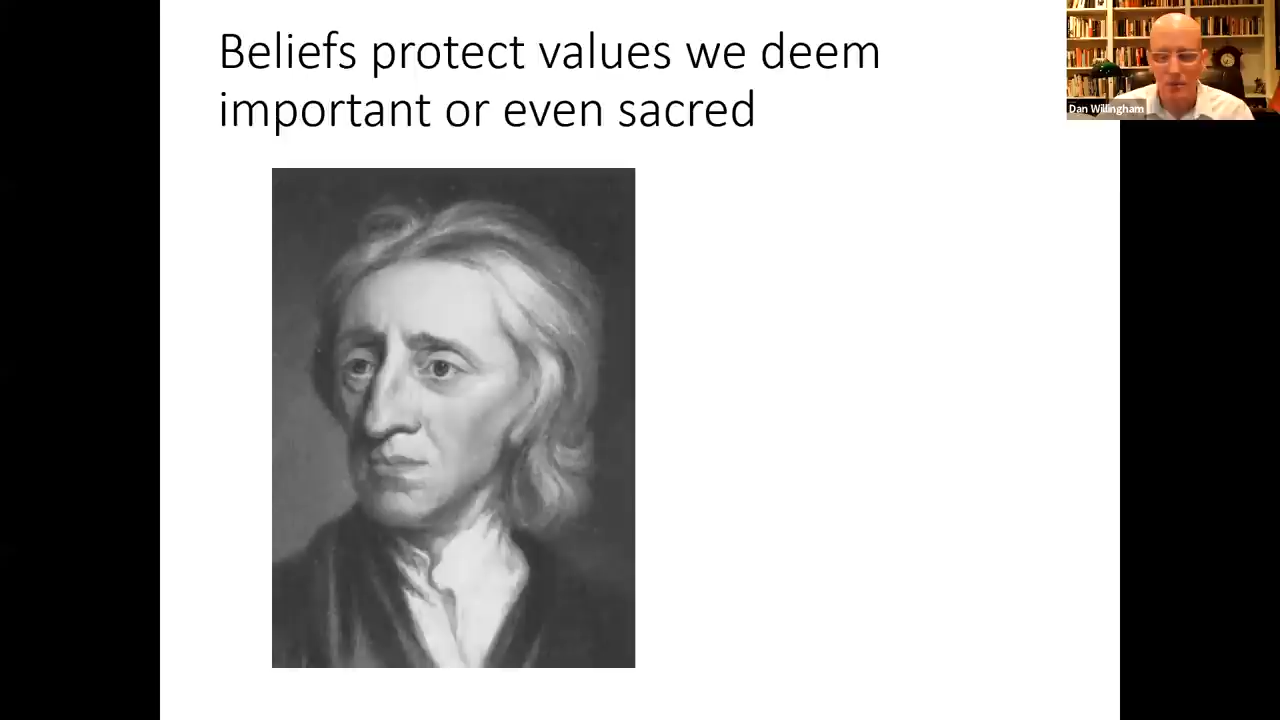 Beliefs protect values we deem
important or even sacred
Dan Willingham